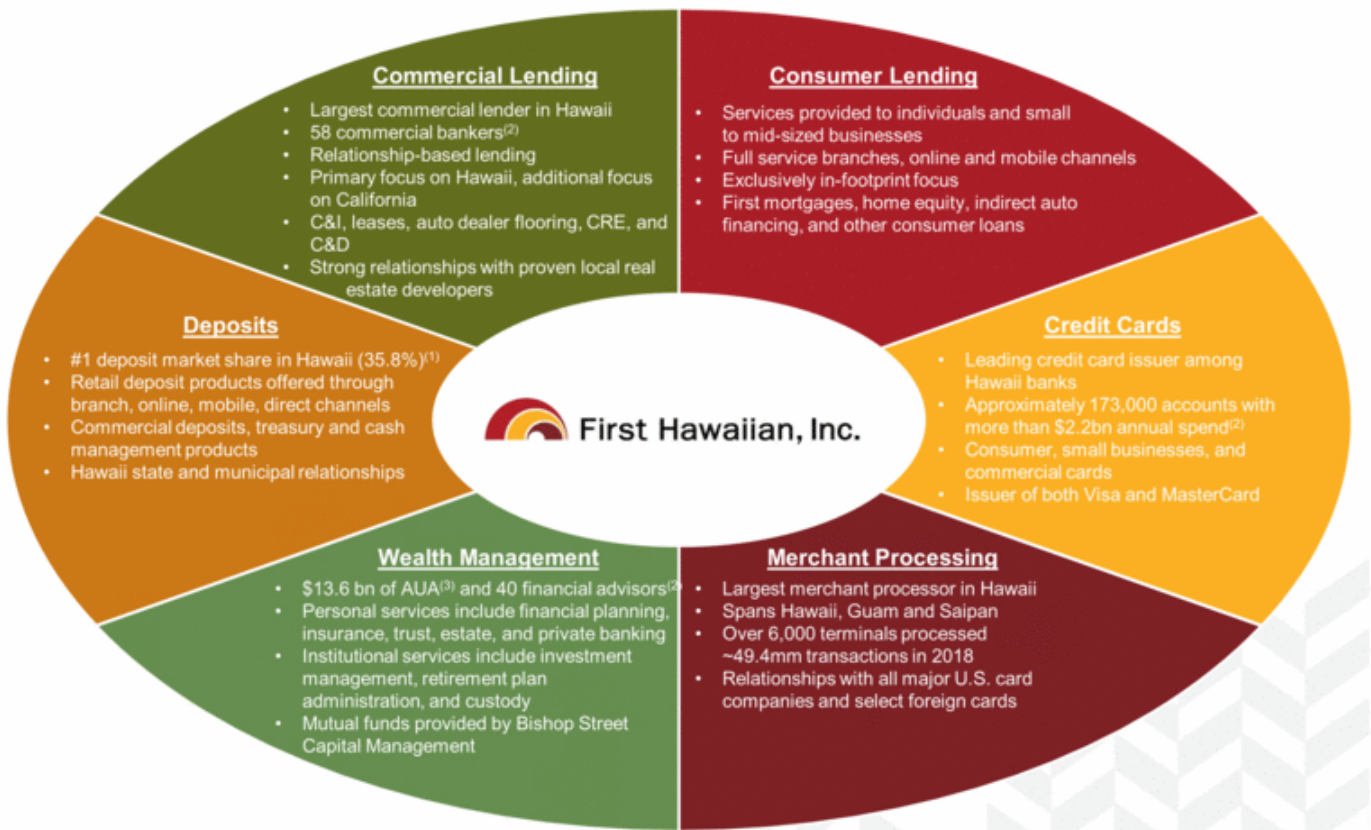 Commercial Lending
• Largest commercial lender in Hawaii
• 58 commercial bankers(2)
• Relationship-based lending
• Primary focus on Hawaii, additional focus
on California
• C&I, leases, auto dealer flooring, CRE, and
C&D
• Strong relationships with proven local real
estate developers
Consumer Lending
• Services provided to individuals and small
to mid-sized businesses
• Full service branches, online and mobile channels
• Exclusively in-footprint focus
• First mortgages, home equity, indirect auto
financing, and other consumer loans
Deposits
• #1 deposit market share in Hawaii (35.8%)(1)
• Retail deposit products offered through
branch, online, mobile, direct channels
• Commercial deposits, treasury and cash
management products
• Hawaii state and municipal relationships
First Hawaiian, Inc.
Credit Cards
• Leading credit card issuer among
Hawaii banks
• Approximately 173,000 accounts with
more than $2.2bn annual spend(2)
• Consumer, small businesses, and
commercial cards
• Issuer of both Visa and MasterCard
Wealth Management
• $13.6 bn of AUA(3) and 40 financial advisors(2)
• Personal services include financial planning,
insurance, trust, estate, and private banking
• Institutional services include investment
management, retirement plan
administration, and custody
• Mutual funds provided by Bishop Street
Capital Management
Merchant Processing
• Largest merchant processor in Hawaii
• Spans Hawaii, Guam and Saipan
• Over 6,000 terminals processed
~49.4mm transactions in 2018
• Relationships with all major U.S. card
companies and select foreign cards